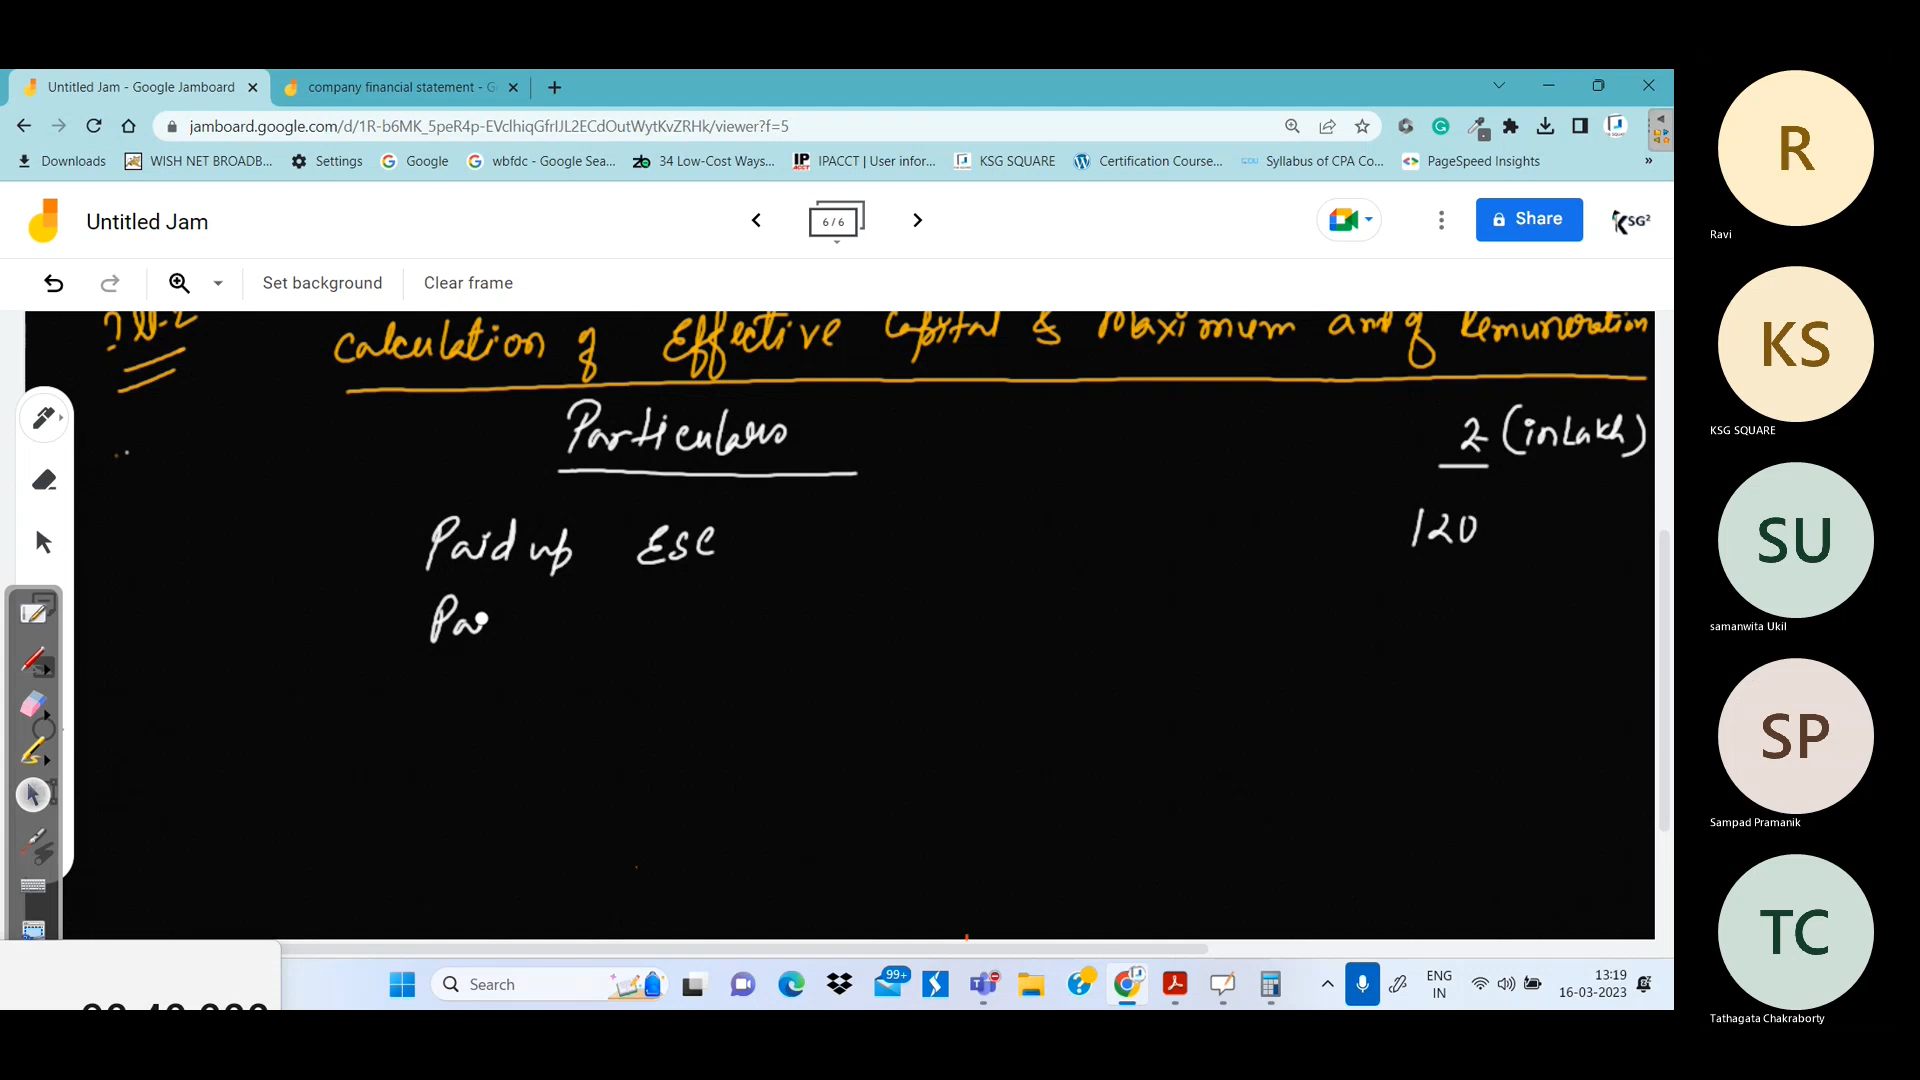 Untitled Jam - Google Jamboard
company financial statement - G
jamboard.google.com/d/1R-b6MK_5peR4p-EVclhiqGfrIJL2ECdOutWytKvZRHk/viewer?f=5
Downloads
WISH NET BROADB...
Settings
Google
wbfdc - Google Sea...
34 Low-Cost Ways...
IPACCT | User infor...
KSG SQUARE
Certification Course...
Syllabus of CPA Co...
PageSpeed Insights
»
Untitled Jam
6 / 6
Share
KSG²
Set background
Clear frame
Calculation of Effective Capital & Maximum amt of Remuneration
Particulars
₹ (in Lakh)
Paid up ESC
120
Pai
Search
99+
ENG
IN
13:19
16-03-2023
R
Ravi
KS
KSG SQUARE
SU
samanwita Ukil
SP
Sampad Pramanik
TC
Tathagata Chakraborty